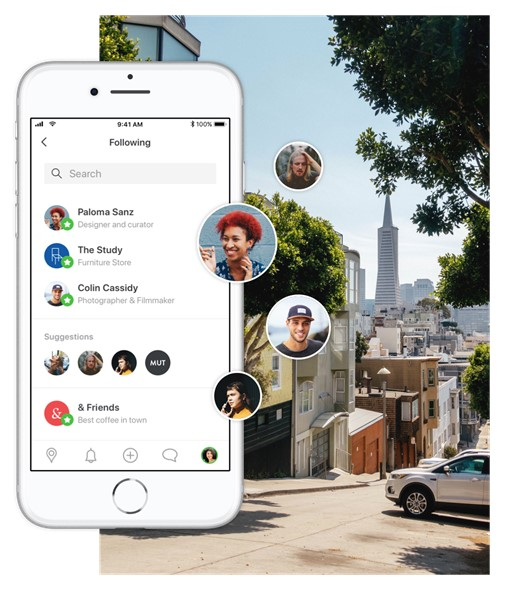 9:41 AM
100%
Following
Search
Paloma Sanz
Designer and curator
The Study
Furniture Store
Colin Cassidy
Photographer & Filmmaker
Suggestions
MUT
&
& Friends
Best coffee in town